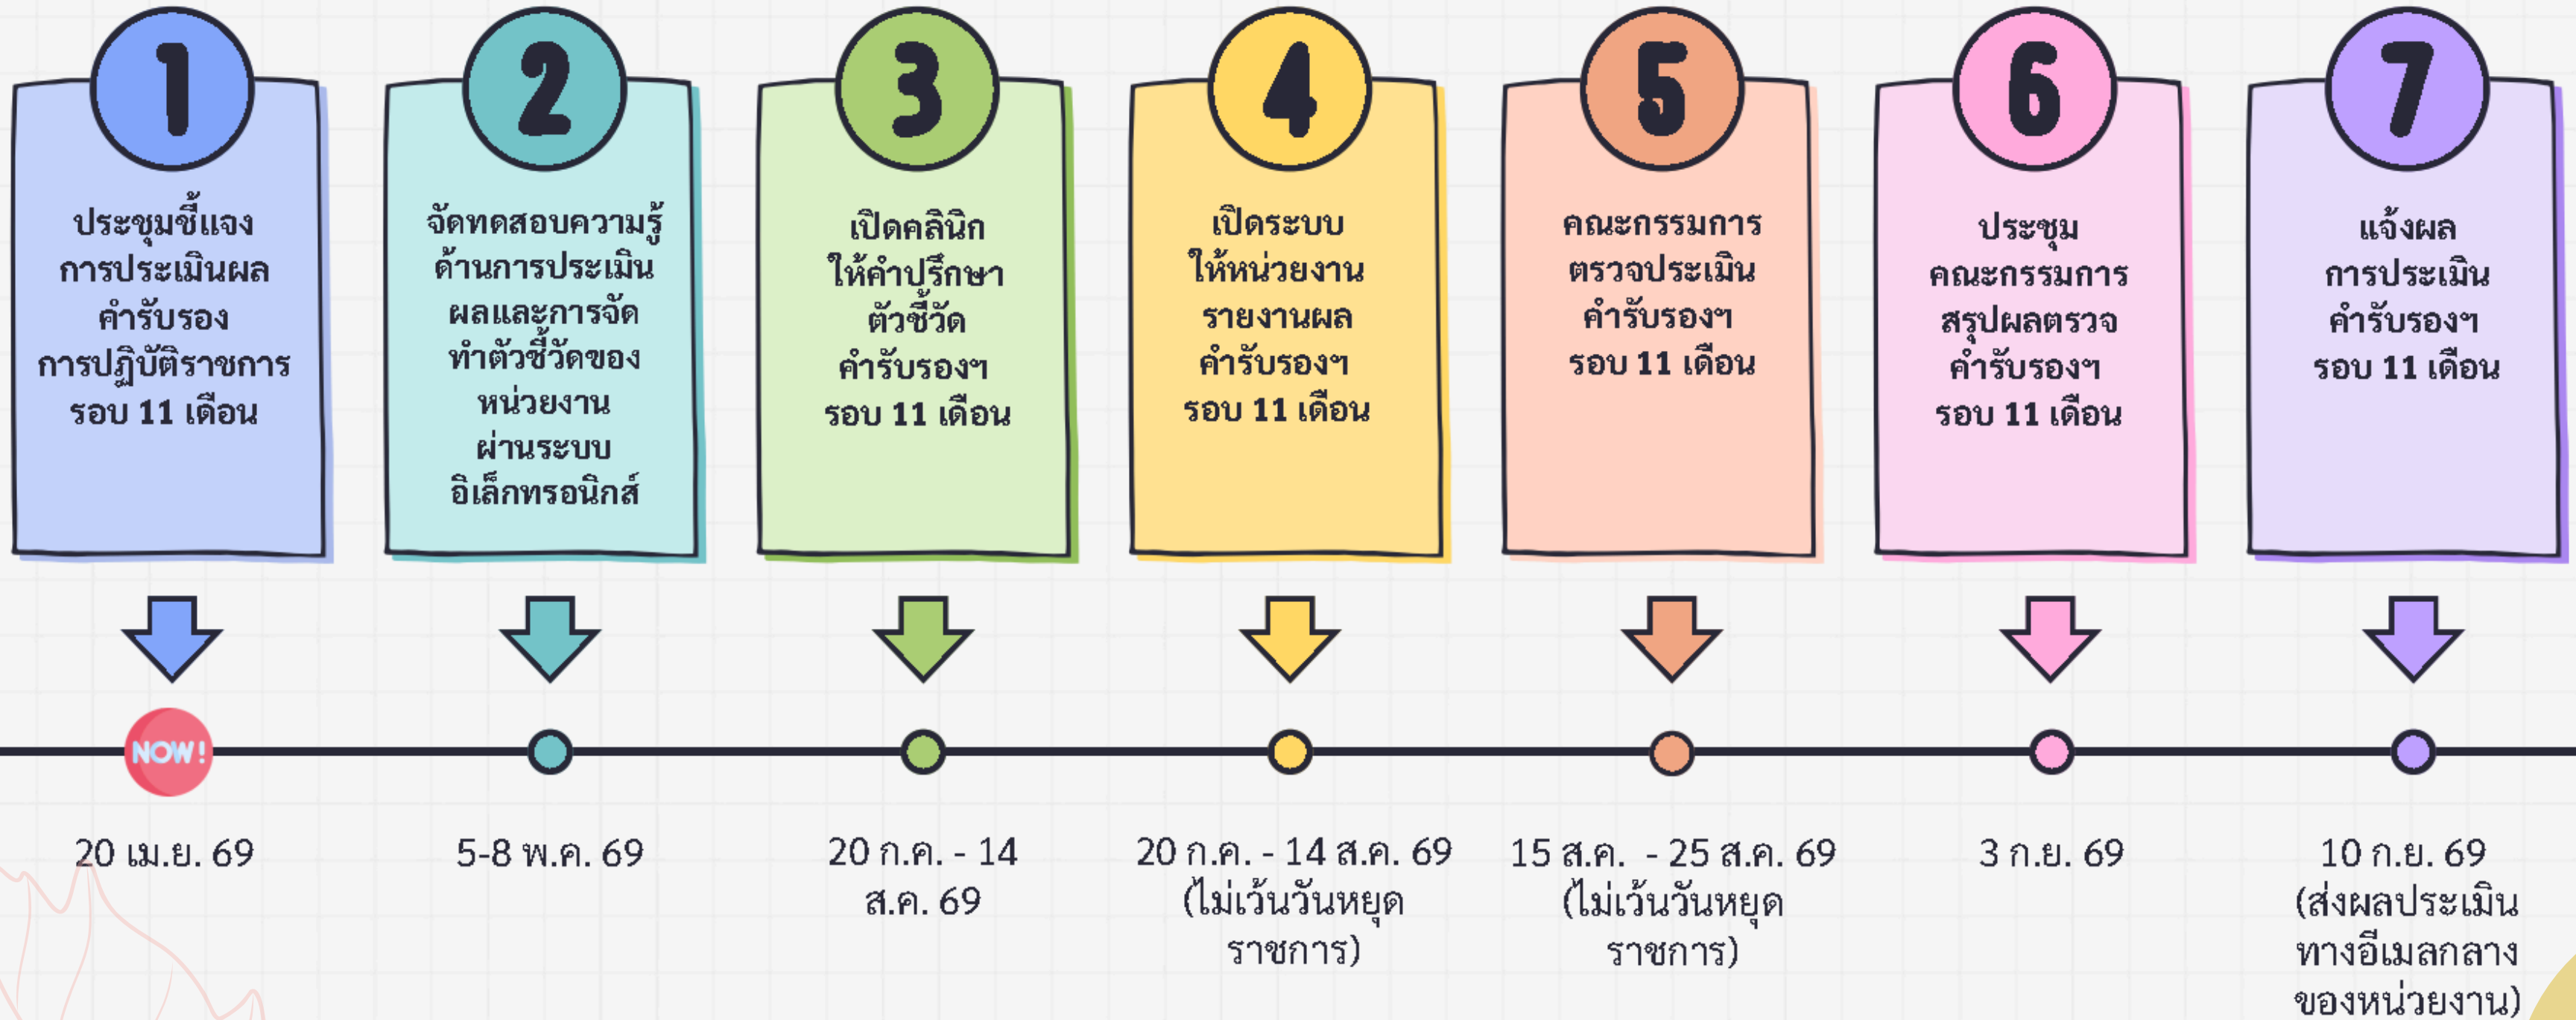 1
ประชุมชี้แจง
การประเมินผล
คำรับรอง
การปฏิบัติราชการ
รอบ 11 เดือน
2
จัดทดสอบความรู้
ด้านการประเมิน
ผลและการจัด
ทำตัวชี้วัดของ
หน่วยงาน
ผ่านระบบ
อิเล็กทรอนิกส์
3
เปิดคลินิก
ให้คำปรึกษา
ตัวชี้วัด
คำรับรองฯ
รอบ 11 เดือน
4
เปิดระบบ
ให้หน่วยงาน
รายงานผล
คำรับรองฯ
รอบ 11 เดือน
5
คณะกรรมการ
ตรวจประเมิน
คำรับรองฯ
รอบ 11 เดือน
6
ประชุม
คณะกรรมการ
สรุปผลตรวจ
คำรับรองฯ
รอบ 11 เดือน
7
แจ้งผล
การประเมิน
คำรับรองฯ
รอบ 11 เดือน
NOW!
20 เม.ย. 69
5-8 พ.ค. 69
20 ก.ค. - 14
ส.ค. 69
20 ก.ค. - 14 ส.ค. 69
(ไม่เว้นวันหยุด
ราชการ)
15 ส.ค. - 25 ส.ค. 69
(ไม่เว้นวันหยุด
ราชการ)
3 ก.ย. 69
10 ก.ย. 69
(ส่งผลประเมิน
ทางอีเมลกลาง
ของหน่วยงาน)